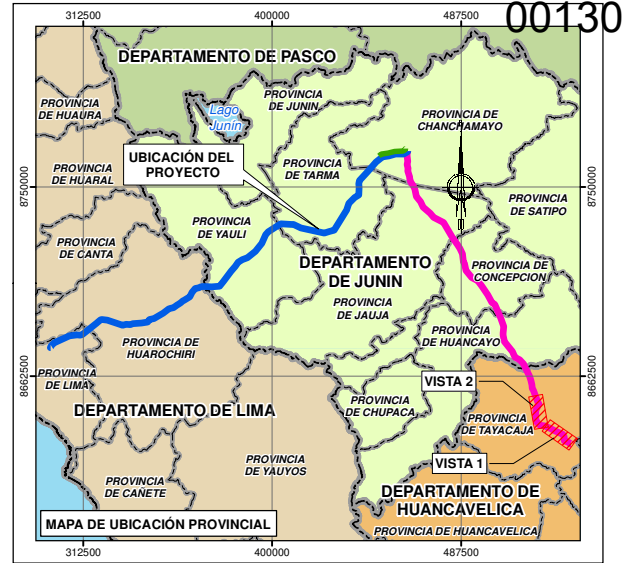 00130
312500
400000
487500
DEPARTAMENTO DE PASCO
PROVINCIA
DE HUAURA
PROVINCIA
DE JUNIN
Lago
Junín
PROVINCIA DE
CHANCHAMAYO
UBICACIÓN DEL
PROYECTO
PROVINCIA
DE HUARAL
PROVINCIA
DE TARMA
8750000
8750000
PROVINCIA
DE SATIPO
PROVINCIA
DE YAULI
PROVINCIA
DE CANTA
DEPARTAMENTO
DE JUNIN
PROVINCIA DE
CONCEPCION
PROVINCIA
DE JAUJA
PROVINCIA DE
HUAROCHIRI
PROVINCIA
DE HUANCAYO
PROVINCIA
DE LIMA
8662500
8662500
VISTA 2
DEPARTAMENTO DE LIMA
PROVINCIA
DE CHUPACA
PROVINCIA
DE TAYACAJA
VISTA 1
PROVINCIA
DE YAUYOS
PROVINCIA
DE CAÑETE
DEPARTAMENTO DE
HUANCAVELICA
MAPA DE UBICACIÓN PROVINCIAL
PROVINCIA DE HUANCAVELICA
312500
400000
487500